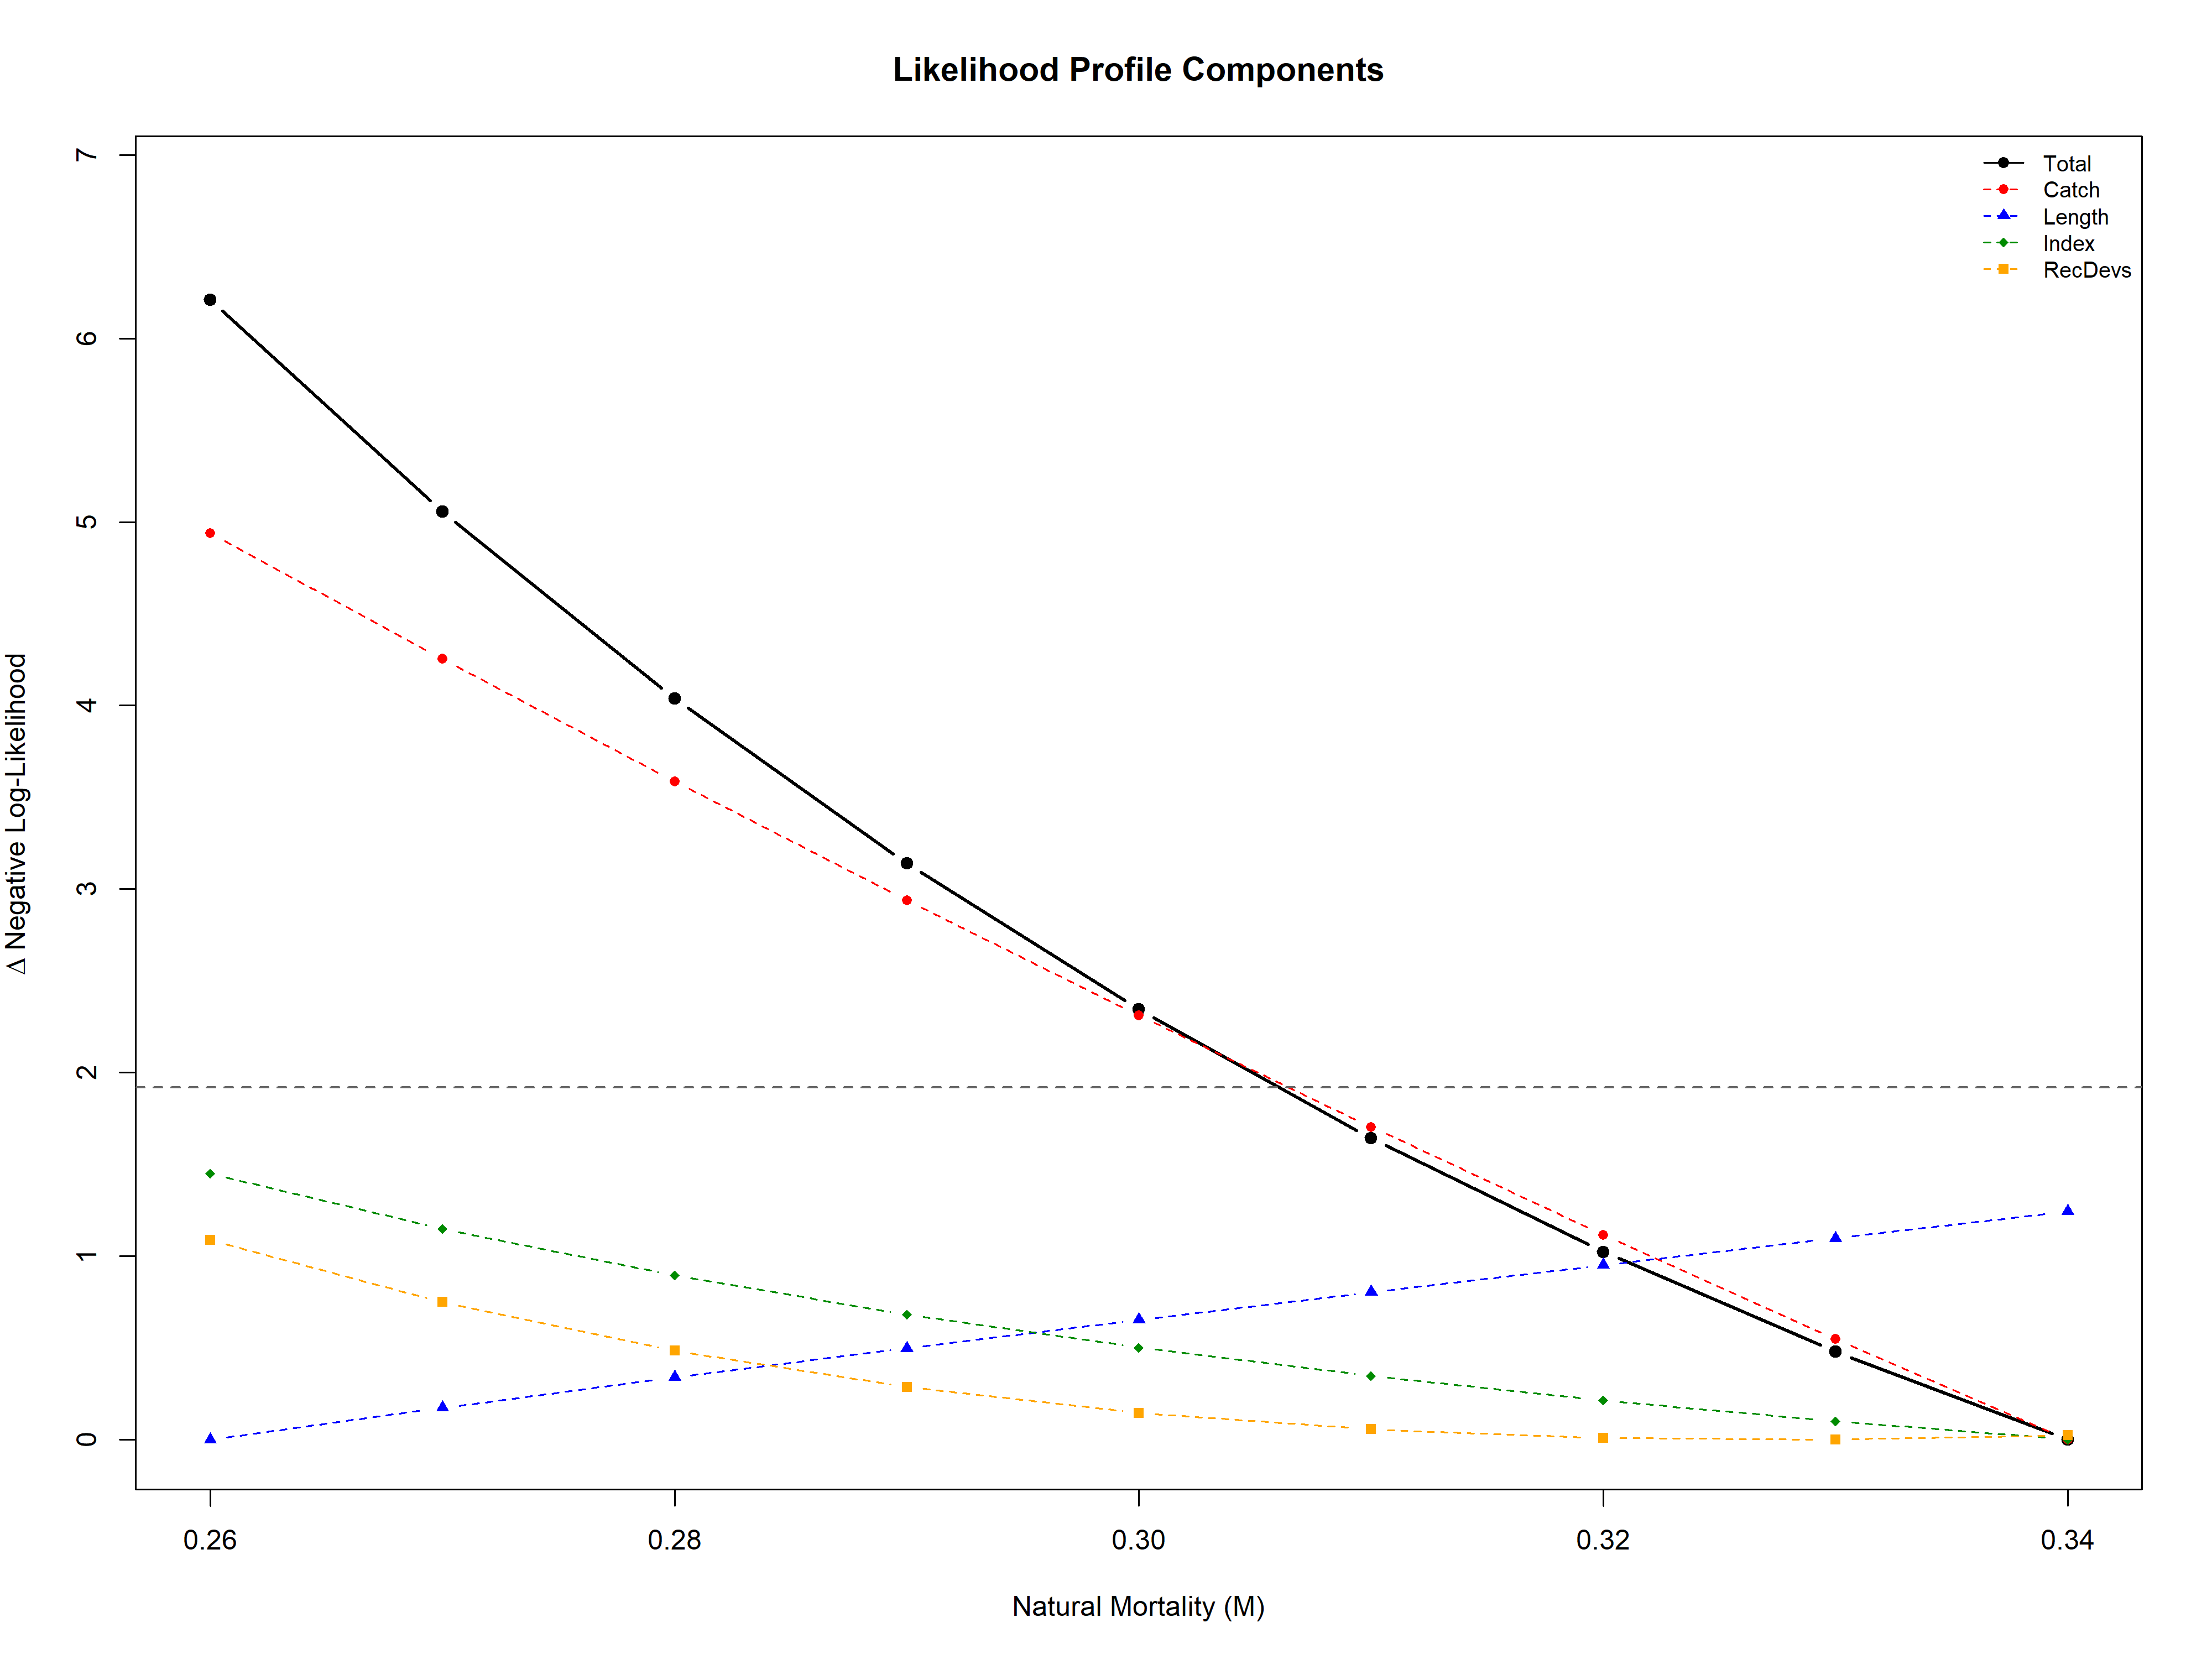 Likelihood Profile Components
Δ Negative Log-Likelihood
7
6
5
4
3
2
1
0
Total
Catch
Length
Index
RecDevs
0.26
0.28
0.30
0.32
0.34
Natural Mortality (M)